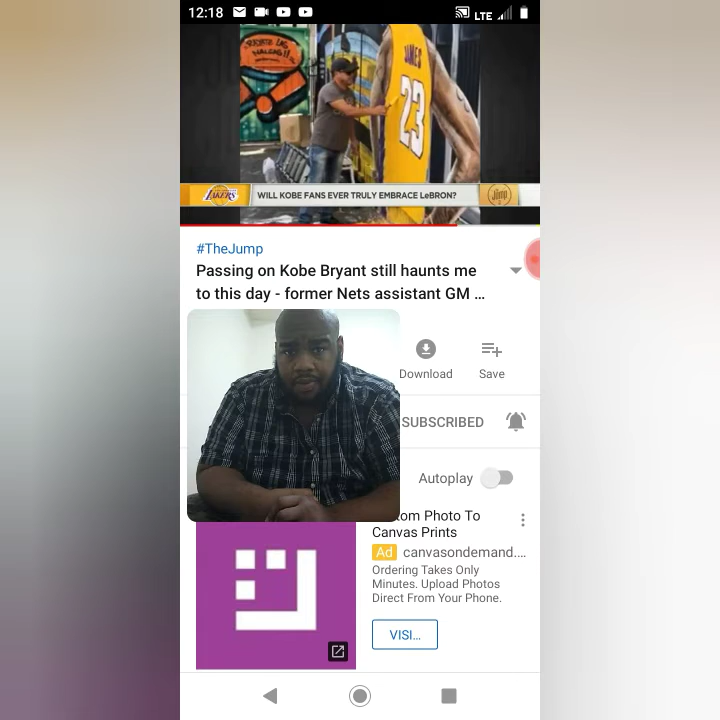 12:18
LTE
JAMES
23
LAKERS
WILL KOBE FANS EVER TRULY EMBRACE LeBRON?
Jump
#TheJump
Passing on Kobe Bryant still haunts me
to this day - former Nets assistant GM ...
Download
Save
SUBSCRIBED
Autoplay
tom Photo To
Canvas Prints
Ad canvasondemand....
Ordering Takes Only
Minutes. Upload Photos
Direct From Your Phone.
VISI...